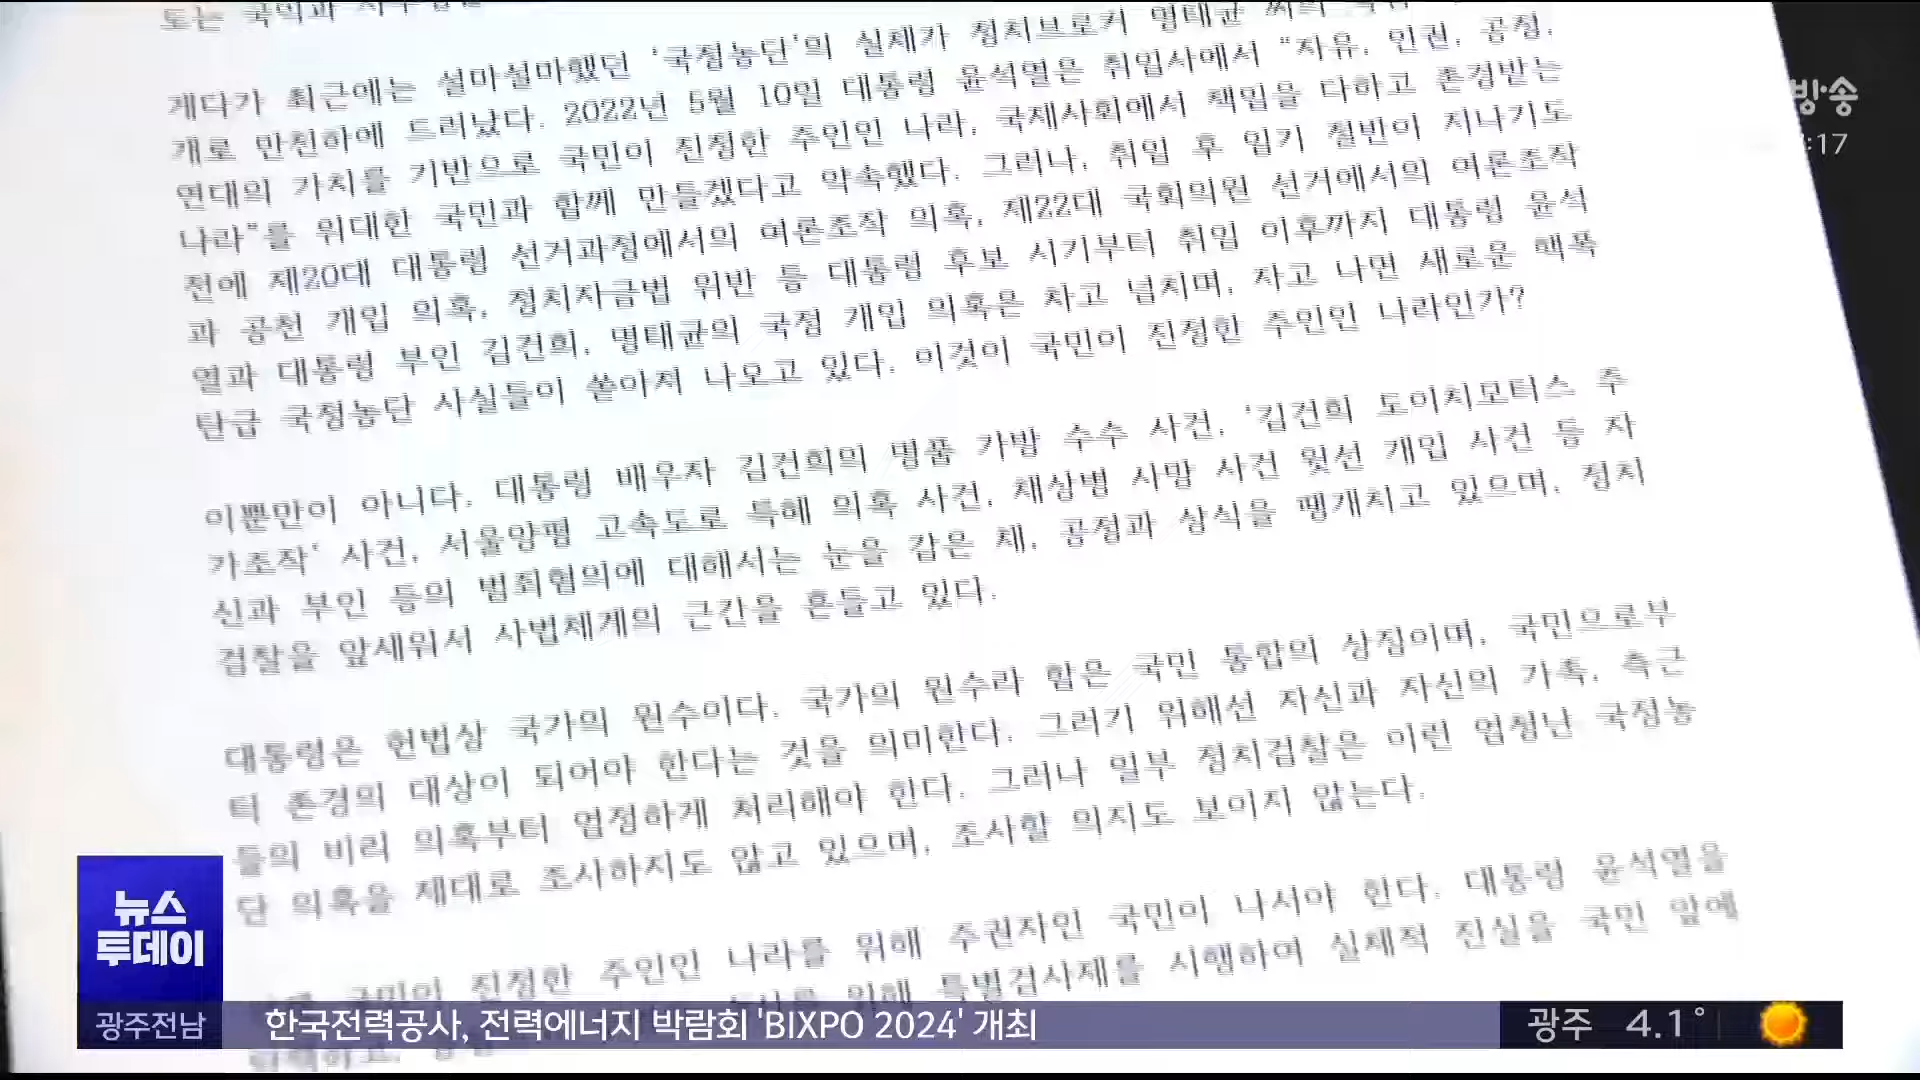 도는 국민과
게다가 최근에는 설마설마했던 '국정농단'의 실체가 정치브로커 명태균 씨의
개로 만천하에 드러났다. 2022년 5월 10일 대통령 윤석열은 취임사에서 "자유, 인권, 공정,
연대의 가치를 기반으로 국민이 진정한 주인인 나라, 국제사회에서 책임을 다하고 존경받는
나라"를 위대한 국민과 함께 만들겠다고 약속했다. 그러나, 취임 후 임기 절반이 지나기도
전에 제20대 대통령 선거과정에서의 여론조작 의혹, 제22대 국회의원 선거에서의 여론조작
과 공천 개입 의혹, 정치자금법 위반 등 대통령 후보 시기부터 취임 이후까지 대통령 윤석
열과 대통령 부인 김건희, 명태균의 국정 개입 의혹은 차고 넘치며, 자고 나면 새로운 핵폭
탄급 국정농단 사실들이 쏟아져 나오고 있다. 이것이 국민이 진정한 주인인 나라인가?
이뿐만이 아니다. 대통령 배우자 김건희의 명품 가방 수수 사건, '김건희 도이치모터스 주
가조작' 사건, 서울양평 고속도로 특혜 의혹 사건, 채상병 사망 사건 윗선 개입 사건 등 자
신과 부인 등의 범죄혐의에 대해서는 눈을 감은 채, 공정과 상식을 팽개치고 있으며, 정치
검찰을 앞세워서 사법체계의 근간을 흔들고 있다.
대통령은 헌법상 국가의 원수이다. 국가의 원수라 함은 국민 통합의 상징이며, 국민으로부
터 존경의 대상이 되어야 한다는 것을 의미한다. 그러기 위해선 자신과 자신의 가족, 측근
들의 비리 의혹부터 엄정하게 처리해야 한다. 그러나 일부 정치검찰은 이런 엄청난 국정농
단 의혹을 제대로 조사하지도 않고 있으며, 조사할 의지도 보이지 않는다.
국민이 진정한 주인인 나라를 위해 주권자인 국민이 나서야 한다. 대통령 윤석열을
위해 특별검사제를 시행하여 실체적 진실을 국민 앞에
방송
:17
뉴스
투데이
광주전남 한국전력공사, 전력에너지 박람회 'BIXPO 2024' 개최
광주 4.1°